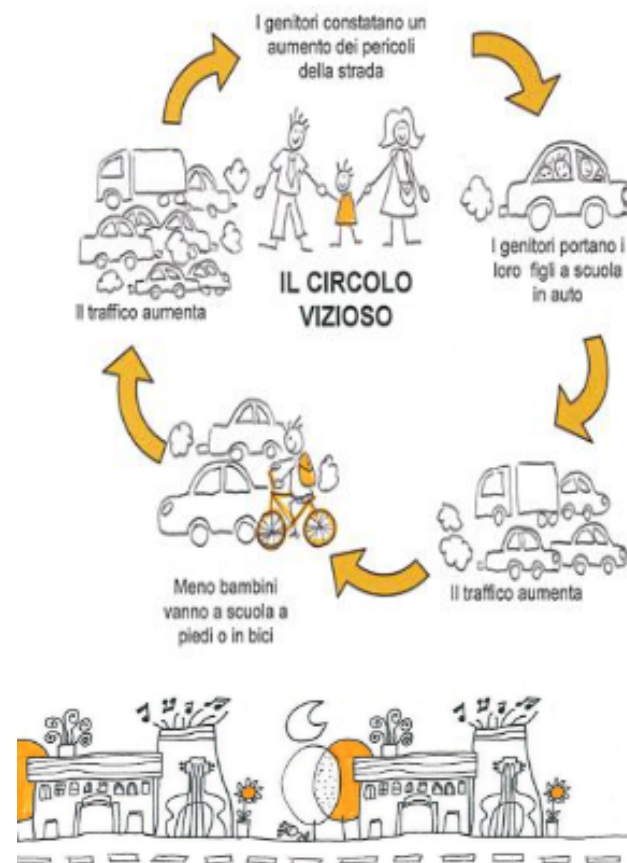 I genitori constatano un
aumento dei pericoli
della strada
I genitori portano i
loro figli a scuola
in auto
Il traffico aumenta
Meno bambini
vanno a scuola a
piedi o in bici
Il traffico aumenta
IL CIRCOLO
VIZIOSO